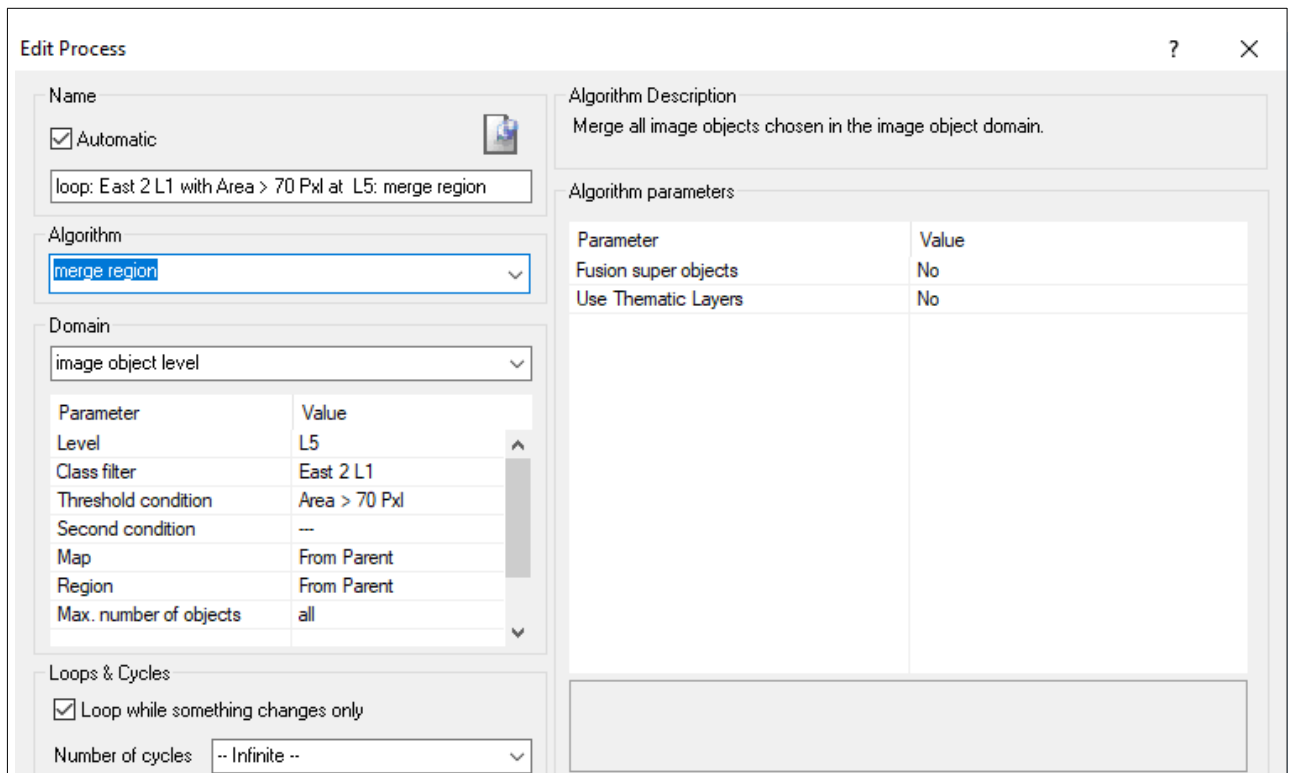 Edit Process
?
Name
Automatic
loop: East 2 L1 with Area > 70 Pxl at  L5: merge region
Algorithm
merge region
Domain
image object level
Parameter Value
Level L5
Class filter East 2 L1
Threshold condition Area > 70 Pxl
Second condition ---
Map From Parent
Region From Parent
Max. number of objects all
Loops & Cycles
Loop while something changes only
Number of cycles -- Infinite --
Algorithm Description
Merge all image objects chosen in the image object domain.
Algorithm parameters
Parameter Value
Fusion super objects No
Use Thematic Layers No